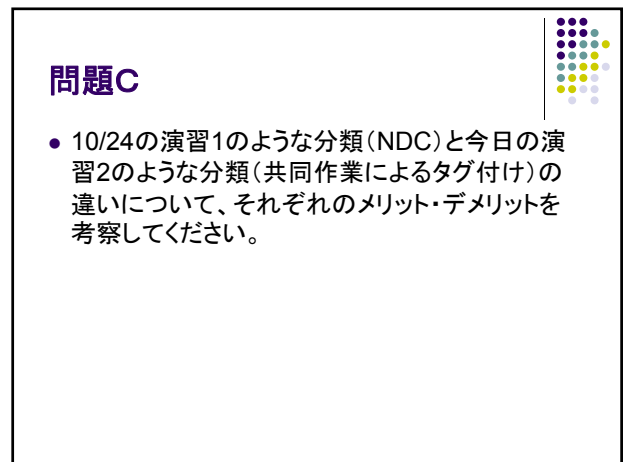 問題C
● 10/24の演習1のような分類(NDC)と今日の演
習2のような分類(共同作業によるタグ付け)の
違いについて、それぞれのメリット・デメリットを
考察してください。